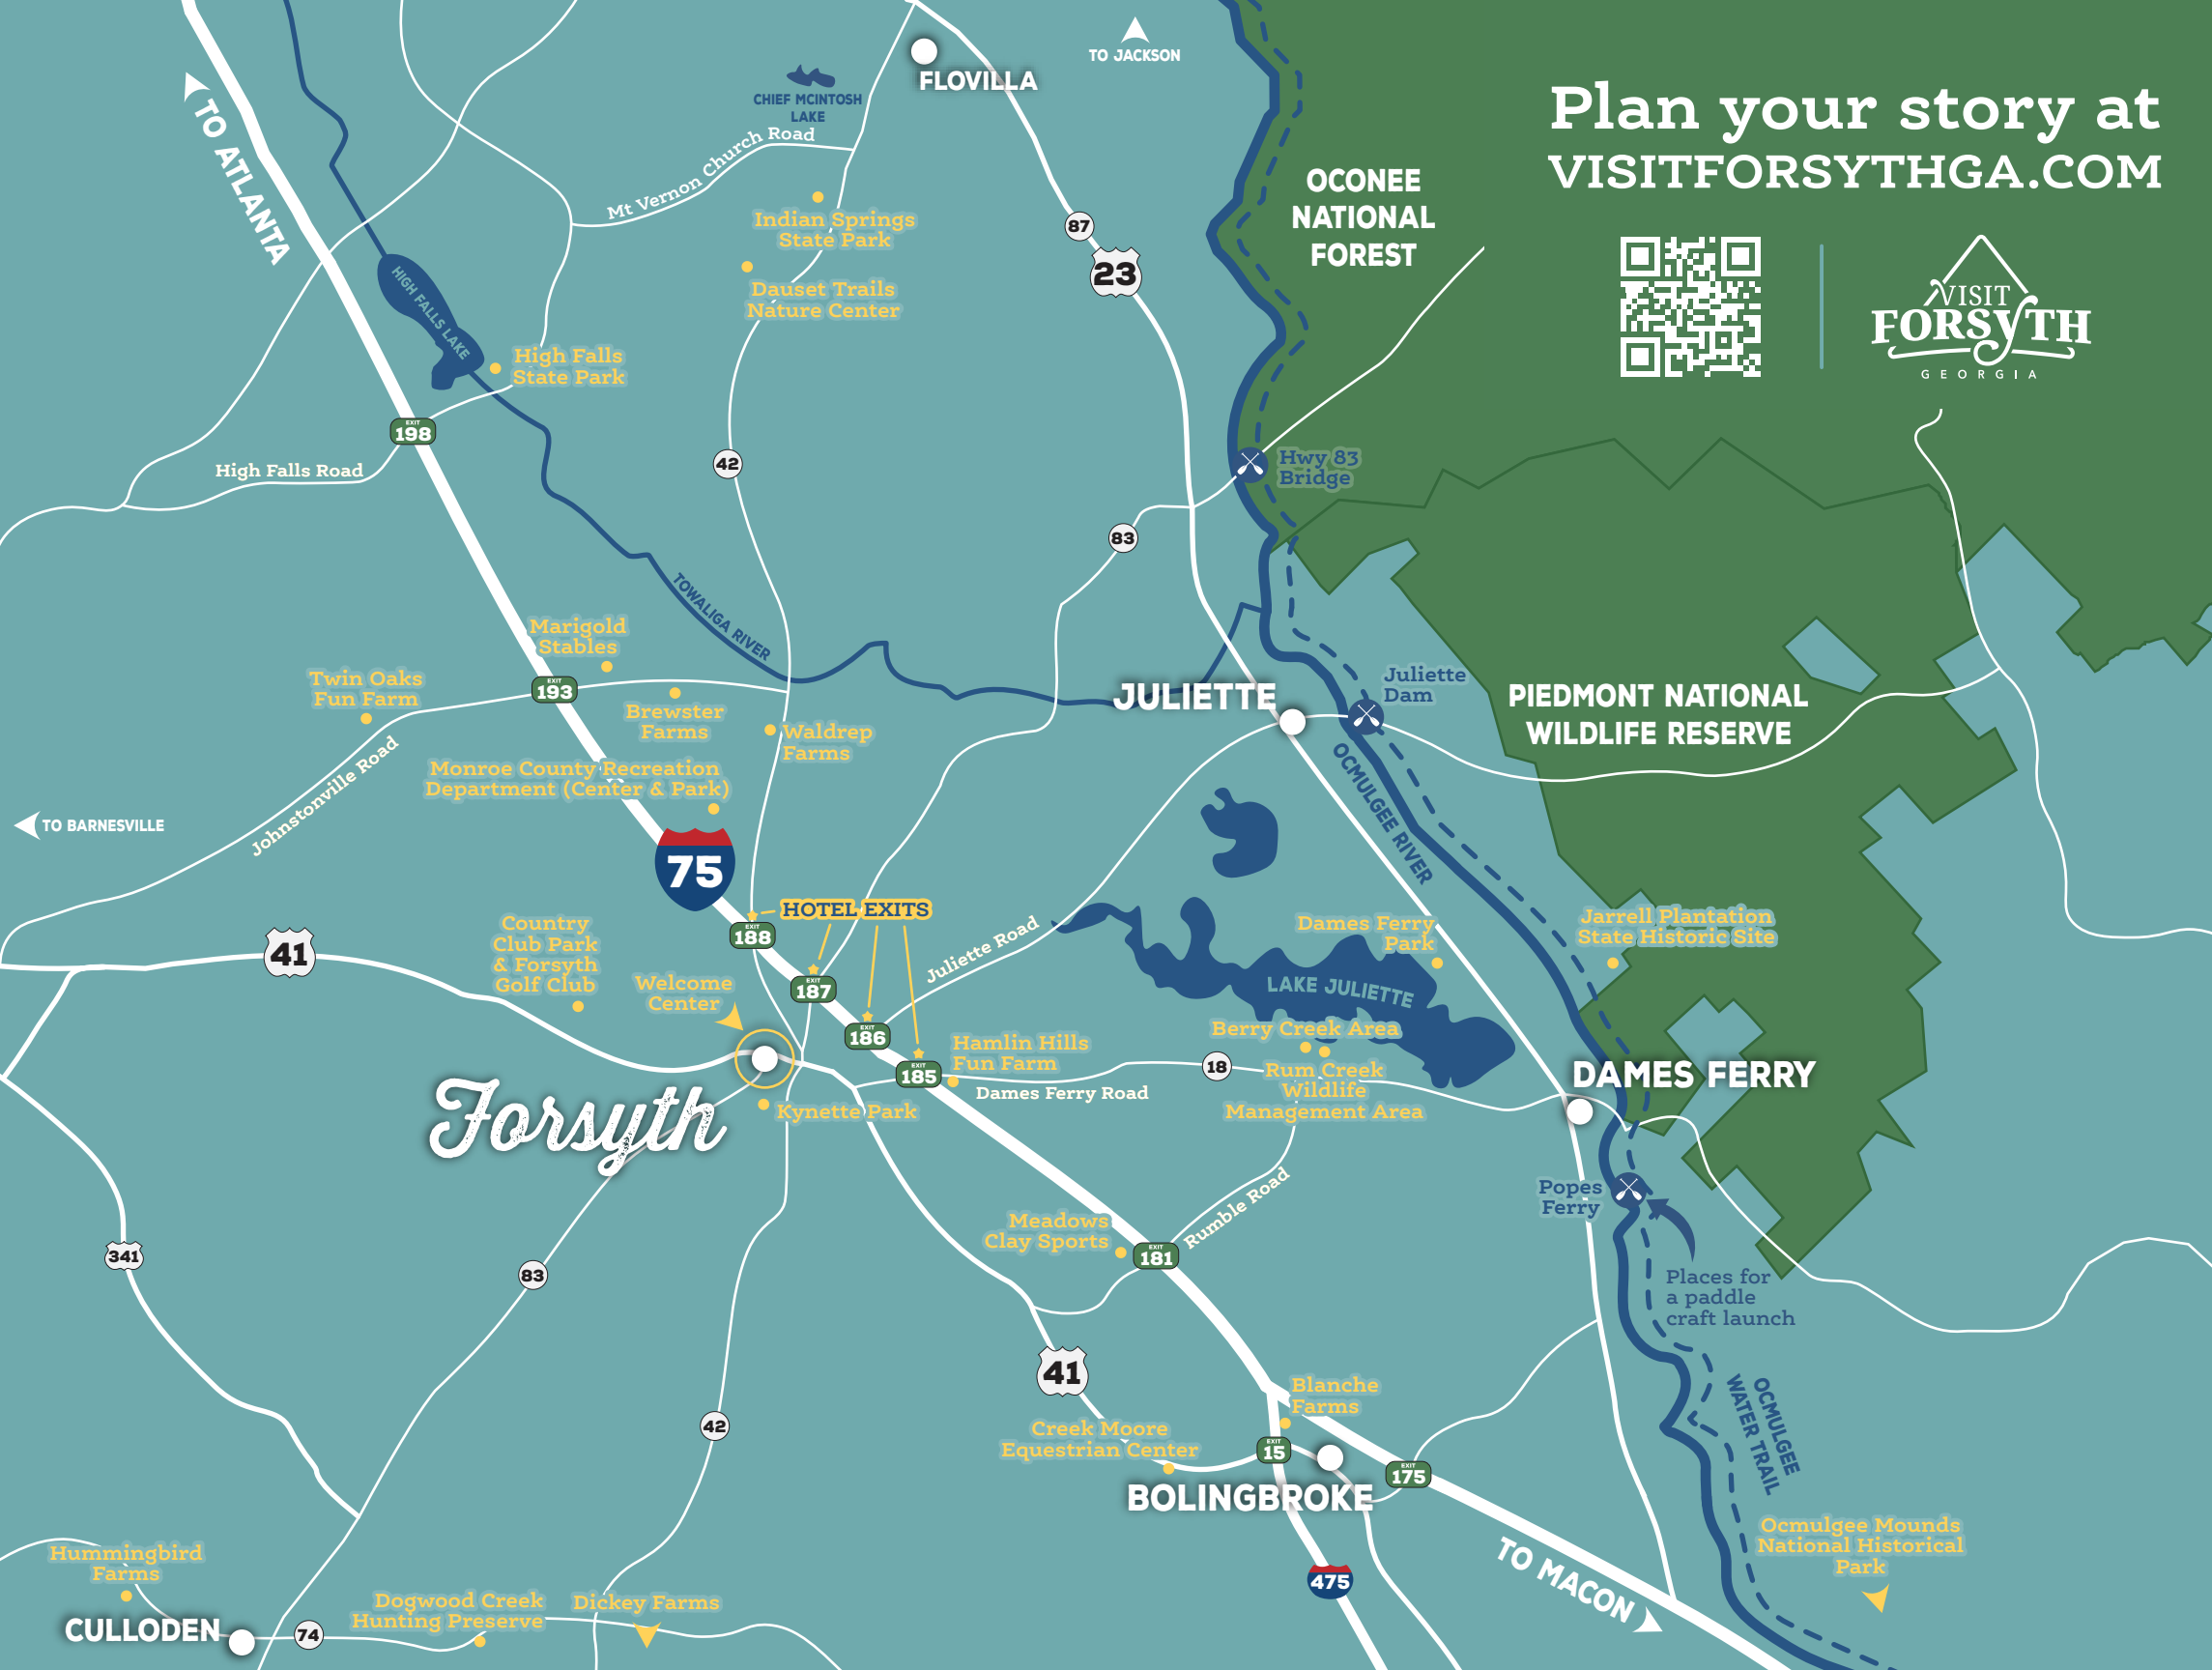 Plan your story at
VISITFORSYTHGA.COM
VISIT
FORSYTH
GEORGIA
TO ATLANTA
FLOVILLA
TO JACKSON
CHIEF MCINTOSH
LAKE
Mt Vernon Church Road
Indian Springs
State Park
Dauset Trails
Nature Center
87
23
OCONEE
NATIONAL
FOREST
HIGH FALLS LAKE
High Falls
State Park
EXIT
198
High Falls Road
42
Hwy 83
Bridge
83
TOWALIGA RIVER
Marigold
Stables
Twin Oaks
Fun Farm
EXIT
193
Brewster
Farms
Waldrep
Farms
JULIETTE
Juliette
Dam
PIEDMONT NATIONAL
WILDLIFE RESERVE
Monroe County Recreation
Department (Center & Park)
Johnstonville Road
TO BARNESVILLE
75
OCMULGEE RIVER
HOTEL EXITS
EXIT
188
EXIT
187
EXIT
186
EXIT
185
41
Country
Club Park
& Forsyth
Golf Club
Welcome
Center
Juliette Road
Dames Ferry
Park
LAKE JULIETTE
Jarrell Plantation
State Historic Site
Berry Creek Area
Hamlin Hills
Fun Farm
18
Rum Creek
Wildlife
Management Area
DAMES FERRY
Dames Ferry Road
Forsyth
Kynette Park
Popes
Ferry
Rumble Road
Meadows
Clay Sports
EXIT
181
341
83
Places for
a paddle
craft launch
41
Blanche
Farms
Creek Moore
Equestrian Center
EXIT
15
EXIT
175
42
BOLINGBROKE
OCMULGEE
WATER TRAIL
Ocmulgee Mounds
National Historical
Park
TO MACON
475
Hummingbird
Farms
CULLODEN
74
Dogwood Creek
Hunting Preserve
Dickey Farms